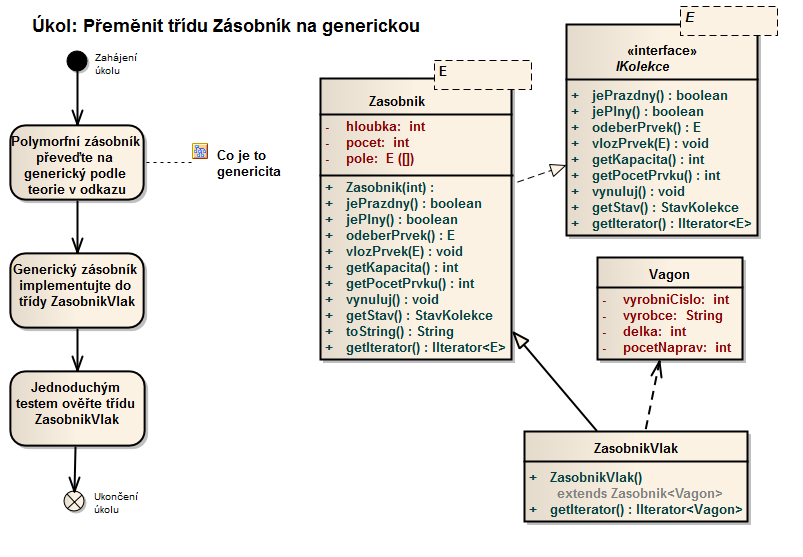 Úkol: Přeměnit třídu Zásobník na generickou
Zahájení
úkolu
Polymorfní zásobník
převeďte na
generický podle
teorie v odkazu
Co je to
genericita
Generický zásobník
implementujte do
třídy ZasobnikVlak
Jednoduchým
testem ověřte třídu
ZasobnikVlak
Ukončení
úkolu
E
Zasobnik
- hloubka: int
- pocet: int
- pole: E ([])
+ Zasobnik(int) :
+ jePrazdny() : boolean
+ jePlny() : boolean
+ odeberPrvek() : E
+ vlozPrvek(E) : void
+ getKapacita() : int
+ getPocetPrvku() : int
+ vynuluj() : void
+ getStav() : StavKolekce
+ toString() : String
+ getIterator() : IIterator<E>
E
«interface»
IKolekce
+ jePrazdny() : boolean
+ jePlny() : boolean
+ odeberPrvek() : E
+ vlozPrvek(E) : void
+ getKapacita() : int
+ getPocetPrvku() : int
+ vynuluj() : void
+ getStav() : StavKolekce
+ getIterator() : IIterator<E>
Vagon
- vyrobniCislo: int
- vyrobce: String
- delka: int
- pocetNaprav: int
ZasobnikVlak
+ ZasobnikVlak()
extends Zasobnik<Vagon>
+ getIterator() : IIterator<Vagon>